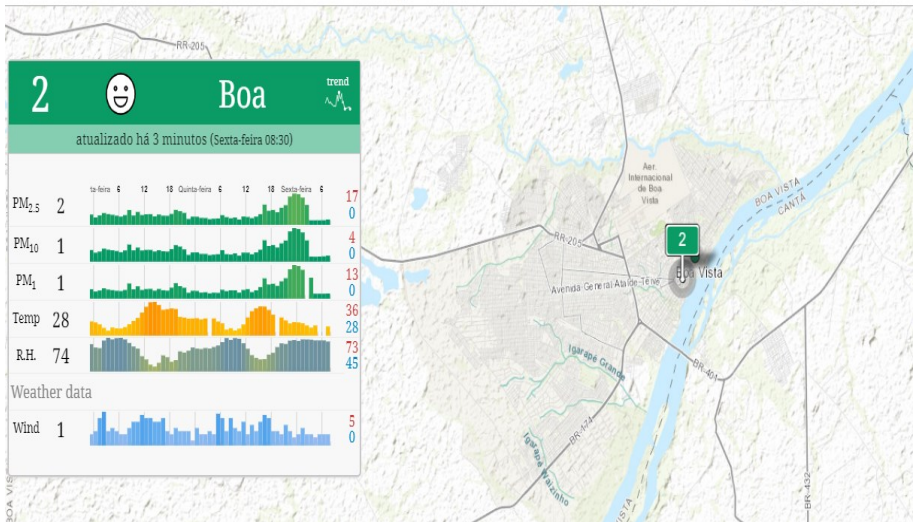 RR-205
2 Boa trend
atualizado há 3 minutos (Sexta-feira 08:30)
ta-feira 6 12 18 Quinta-feira 6 12 18 Sexta-feira 6
PM2.5 2 17 0
PM10 1 4 0
PM1 1 13 0
Temp 28 36 28
R.H. 74 73 45
Weather data
Wind 1 5 0
Aer.
Internacional
de Boa
Vista
BOA VISTA
CANTÁ
RR-205
2
Boa Vista
Avenida General Ataíde Teive
Igarapé Grande
BR-401
BR-174
Igarapé Waizinho
BR-432
VISTA
BOA VIS